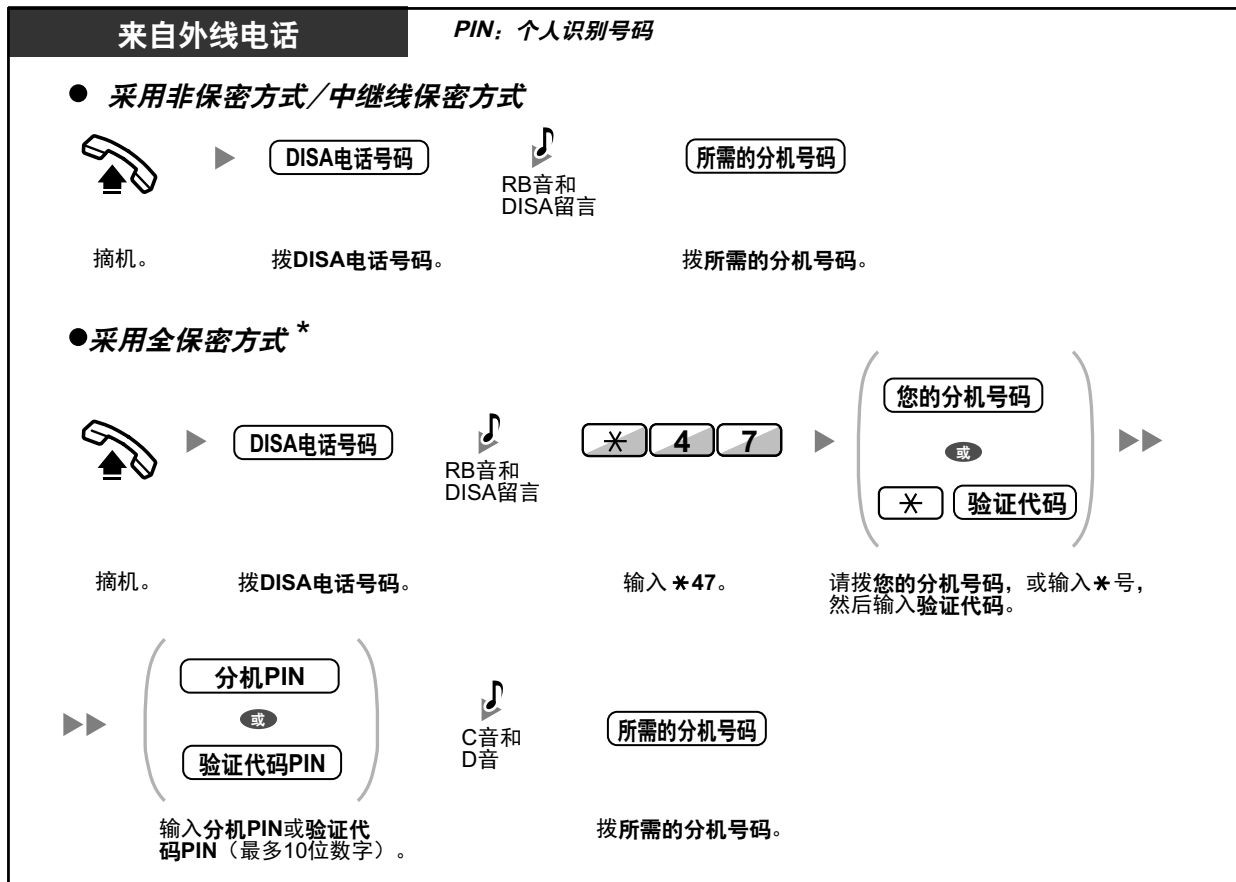 来自外线电话
PIN：个人识别号码
● 采用非保密方式／中继线保密方式
DISA电话号码
RB音和
DISA留言
所需的分机号码
摘机。
拨DISA电话号码。
拨所需的分机号码。
●采用全保密方式*
您的分机号码
DISA电话号码
RB音和
DISA留言
＊ 4 7
或
＊ 验证代码
摘机。
拨DISA电话号码。
输入＊47。
请拨您的分机号码，或输入＊号，
然后输入验证代码。
分机PIN
或
验证代码PIN
C音和
D音
所需的分机号码
输入分机PIN或验证代
码PIN（最多10位数字）。
拨所需的分机号码。